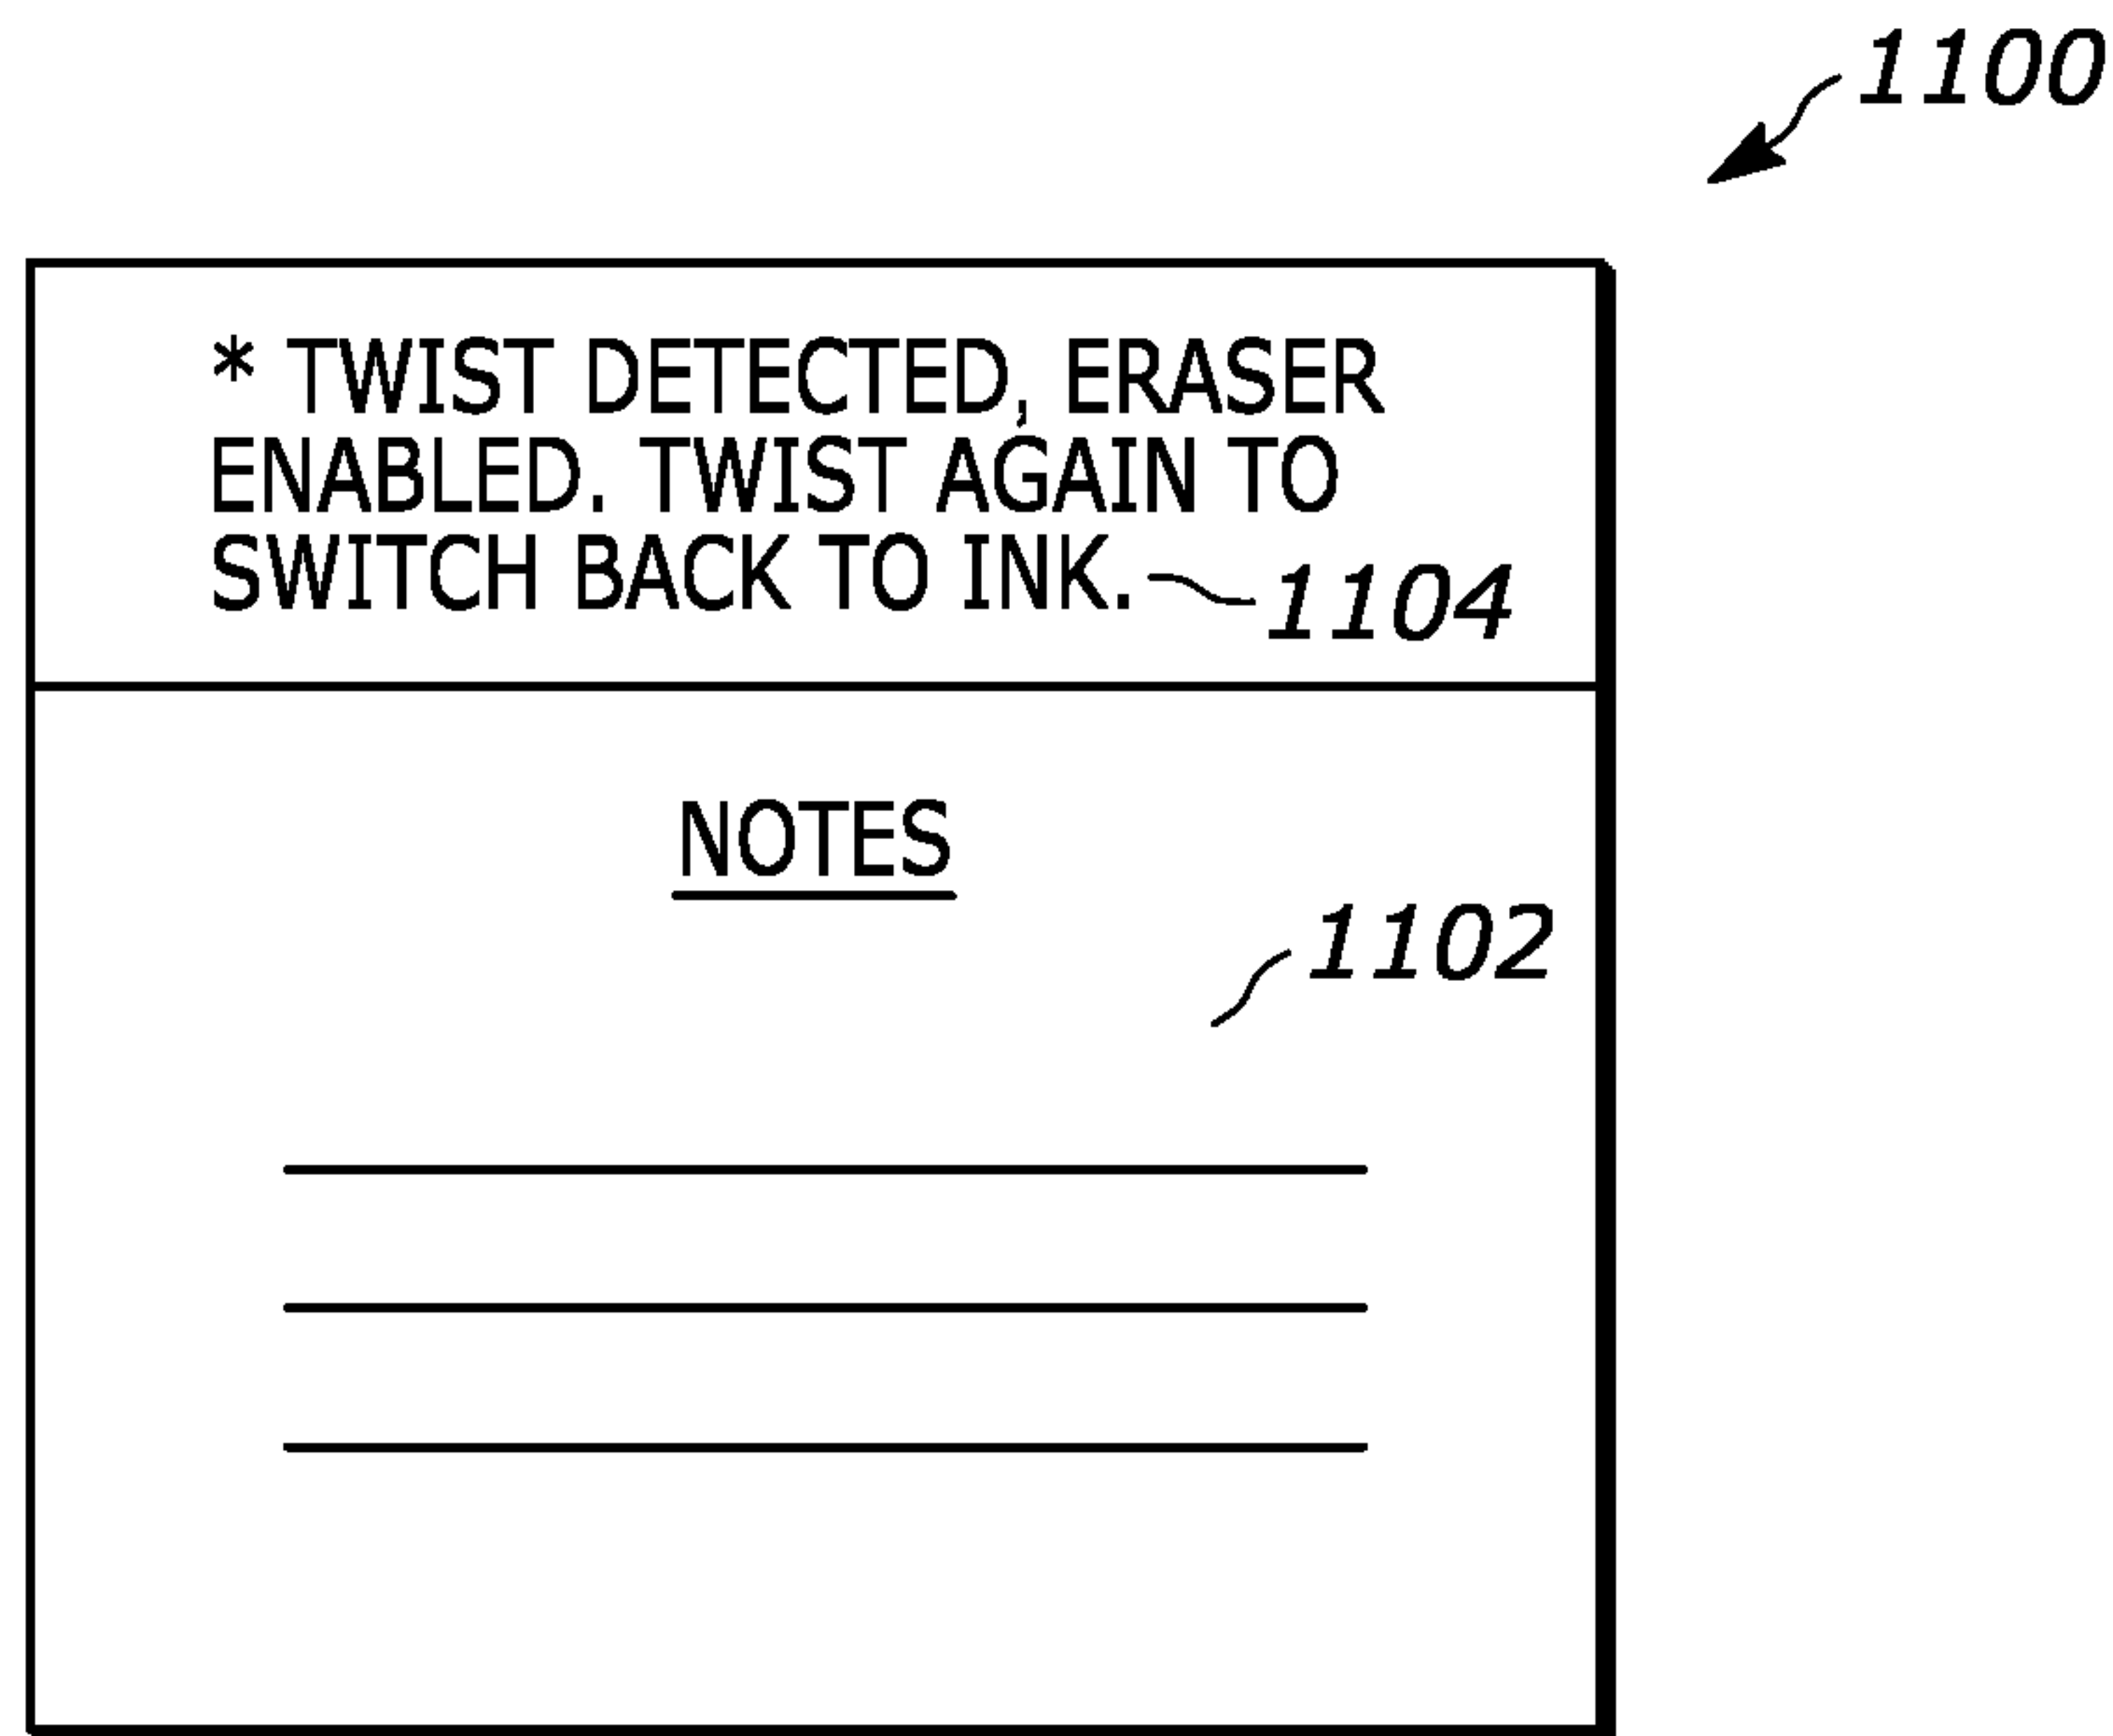 1100
* TWIST DETECTED, ERASER
ENABLED. TWIST AGAIN TO
SWITCH BACK TO INK.
1104
NOTES
1102